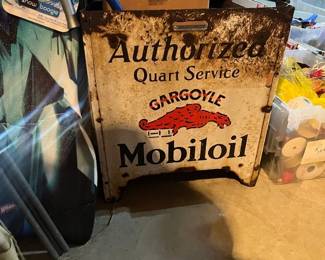 Authorized
Quart Service
GARGOYLE
Mobiloil